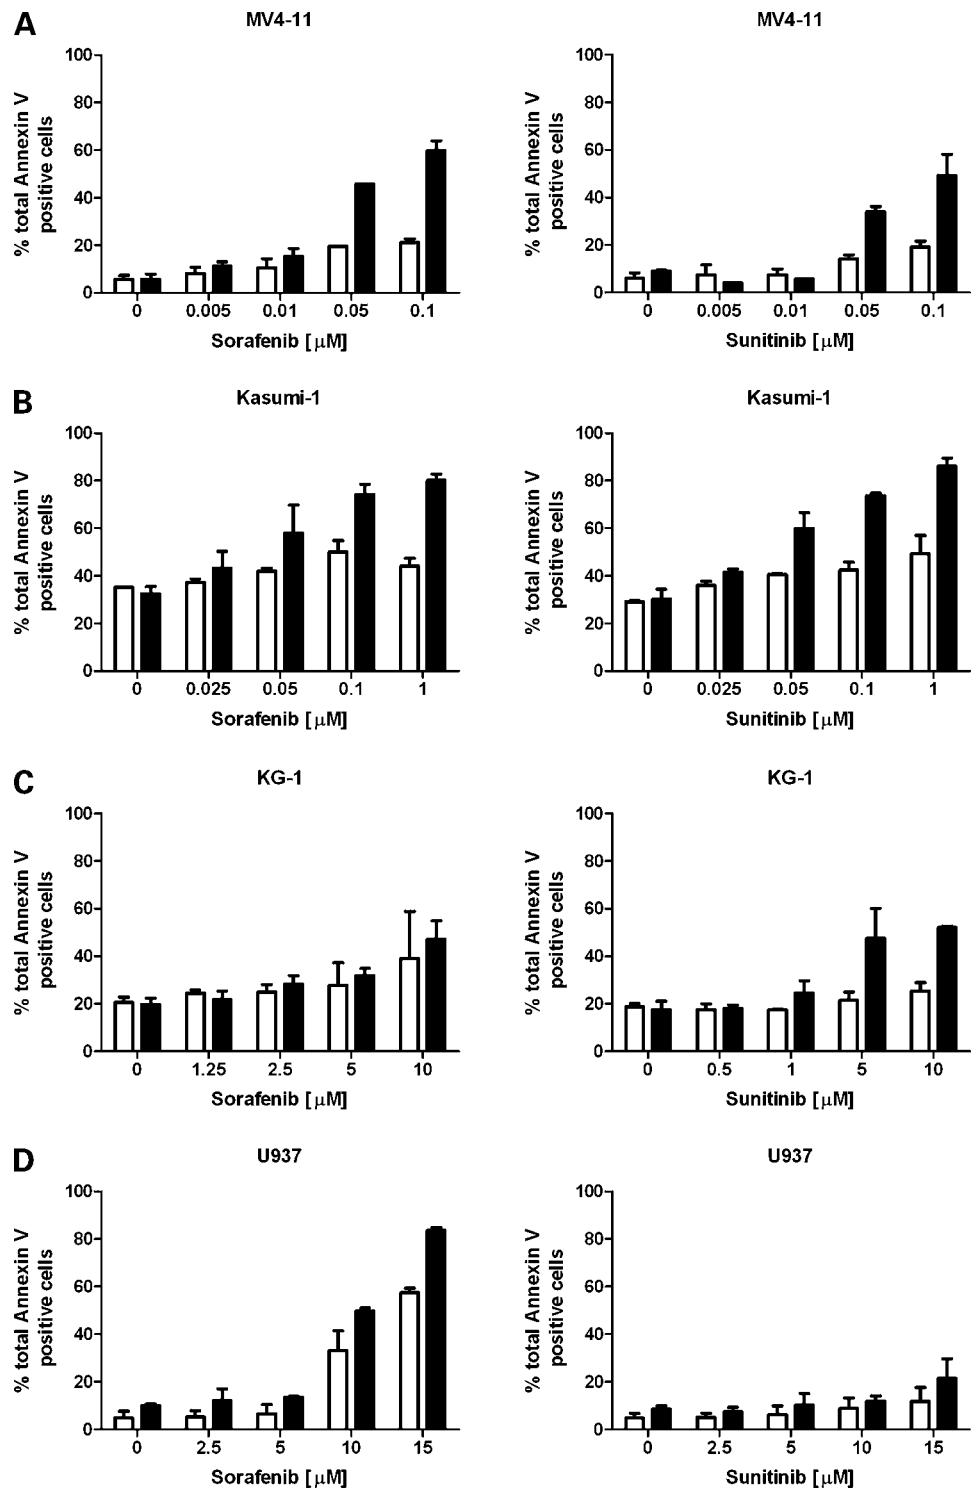 A
MV4-11
% total Annexin V
positive cells
100
80
60
40
20
0
0 0.005 0.01 0.05 0.1
Sorafenib [μM]
MV4-11
% total Annexin V
positive cells
100
80
60
40
20
0
0 0.005 0.01 0.05 0.1
Sunitinib [μM]
B
Kasumi-1
% total Annexin V
positive cells
100
80
60
40
20
0
0 0.025 0.05 0.1 1
Sorafenib [μM]
Kasumi-1
% total Annexin V
positive cells
100
80
60
40
20
0
0 0.025 0.05 0.1 1
Sunitinib [μM]
C
KG-1
% total Annexin V
positive cells
100
80
60
40
20
0
0 1.25 2.5 5 10
Sorafenib [μM]
KG-1
% total Annexin V
positive cells
100
80
60
40
20
0
0 0.5 1 5 10
Sunitinib [μM]
D
U937
% total Annexin V
positive cells
100
80
60
40
20
0
0 2.5 5 10 15
Sorafenib [μM]
U937
% total Annexin V
positive cells
100
80
60
40
20
0
0 2.5 5 10 15
Sunitinib [μM]